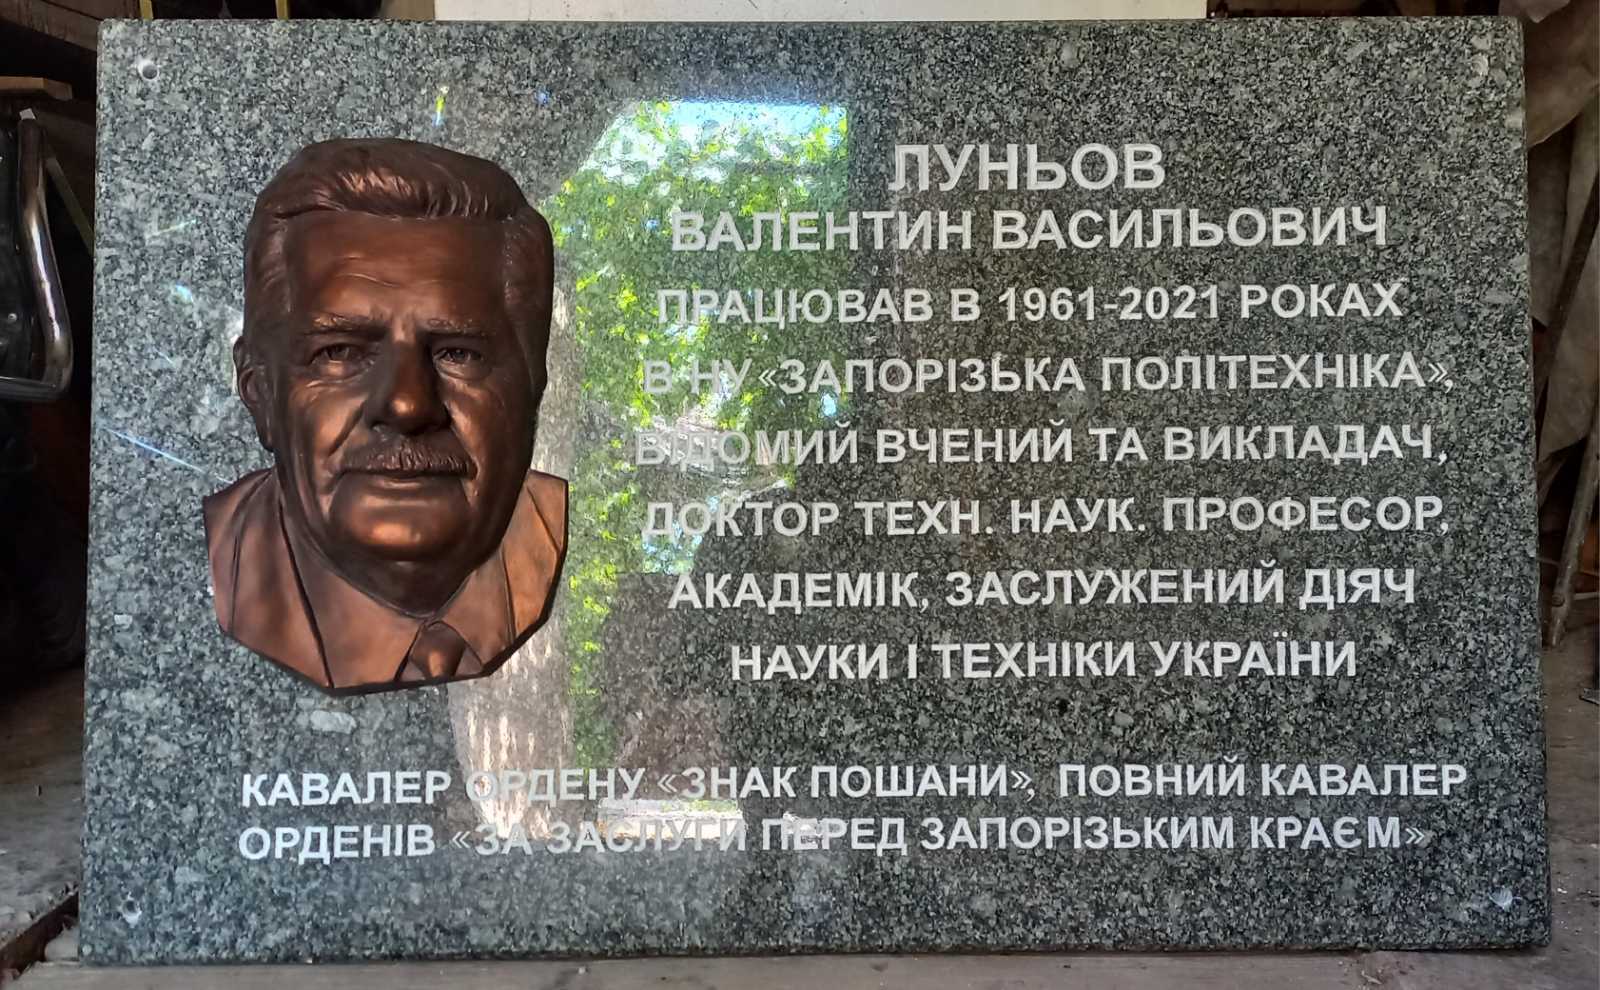 ЛУНЬОВ
ВАЛЕНТИН ВАСИЛЬОВИЧ
ПРАЦЮВАВ В 1961-2021 РОКАХ
В НУ «ЗАПОРІЗЬКА ПОЛІТЕХНІКА»,
ВІДОМИЙ ВЧЕНИЙ ТА ВИКЛАДАЧ,
ДОКТОР ТЕХН. НАУК. ПРОФЕСОР,
АКАДЕМІК, ЗАСЛУЖЕНИЙ ДІЯЧ
НАУКИ І ТЕХНІКИ УКРАЇНИ
КАВАЛЕР ОРДЕНУ «ЗНАК ПОШАНИ», ПОВНИЙ КАВАЛЕР
ОРДЕНІВ «ЗА ЗАСЛУГИ ПЕРЕД ЗАПОРІЗЬКИМ КРАЄМ»